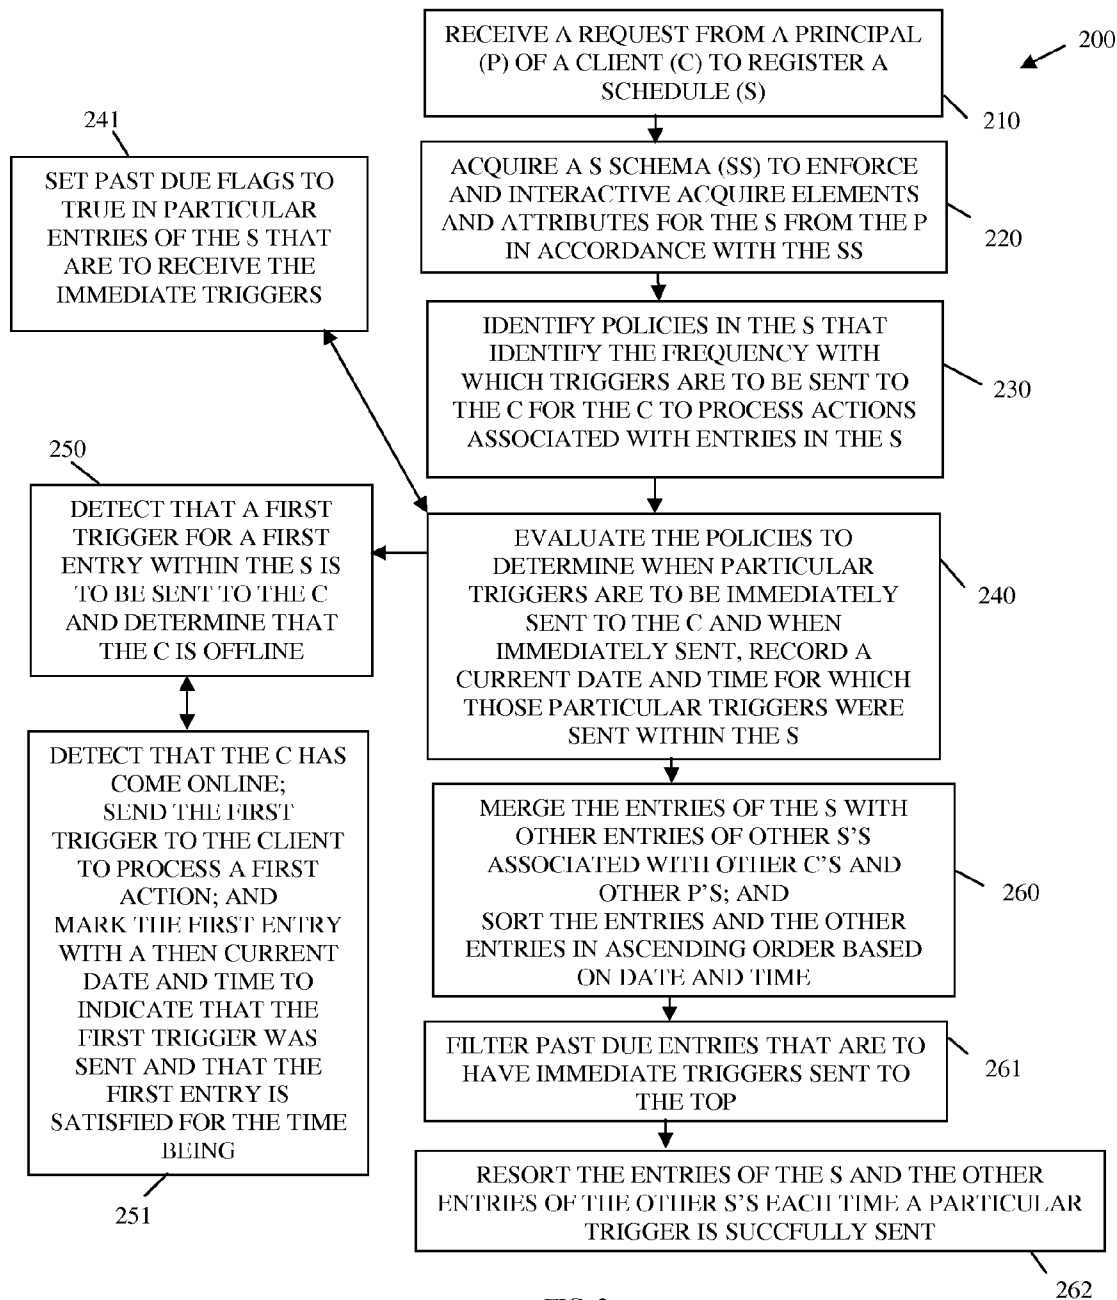 RECEIVE A REQUEST FROM A PRINCIPAL
(P) OF A CLIENT (C) TO REGISTER A
SCHEDULE (S)
200
210
ACQUIRE A S SCHEMA (SS) TO ENFORCE
AND INTERACTIVE ACQUIRE ELEMENTS
AND ATTRIBUTES FOR THE S FROM THE P
IN ACCORDANCE WITH THE SS
220
241
SET PAST DUE FLAGS TO
TRUE IN PARTICULAR
ENTRIES OF THE S THAT
ARE TO RECEIVE THE
IMMEDIATE TRIGGERS
IDENTIFY POLICIES IN THE S THAT
IDENTIFY THE FREQUENCY WITH
WHICH TRIGGERS ARE TO BE SENT TO
THE C FOR THE C TO PROCESS ACTIONS
ASSOCIATED WITH ENTRIES IN THE S
230
250
DETECT THAT A FIRST
TRIGGER FOR A FIRST
ENTRY WITHIN THE S IS
TO BE SENT TO THE C
AND DETERMINE THAT
THE C IS OFFLINE
EVALUATE THE POLICIES TO
DETERMINE WHEN PARTICULAR
TRIGGERS ARE TO BE IMMEDIATELY
SENT TO THE C AND WHEN
IMMEDIATELY SENT, RECORD A
CURRENT DATE AND TIME FOR WHICH
THOSE PARTICULAR TRIGGERS WERE
SENT WITHIN THE S
240
DETECT THAT THE C HAS
COME ONLINE;
SEND THE FIRST
TRIGGER TO THE CLIENT
TO PROCESS A FIRST
ACTION; AND
MARK THE FIRST ENTRY
WITH A THEN CURRENT
DATE AND TIME TO
INDICATE THAT THE
FIRST TRIGGER WAS
SENT AND THAT THE
FIRST ENTRY IS
SATISFIED FOR THE TIME
BEING
251
MERGE THE ENTRIES OF THE S WITH
OTHER ENTRIES OF OTHER S'S
ASSOCIATED WITH OTHER C'S AND
OTHER P'S; AND
SORT THE ENTRIES AND THE OTHER
ENTRIES IN ASCENDING ORDER BASED
ON DATE AND TIME
260
FILTER PAST DUE ENTRIES THAT ARE TO
HAVE IMMEDIATE TRIGGERS SENT TO
THE TOP
261
RESORT THE ENTRIES OF THE S AND THE OTHER
ENTRIES OF THE OTHER S'S EACH TIME A PARTICULAR
TRIGGER IS SUCCFULLY SENT
262